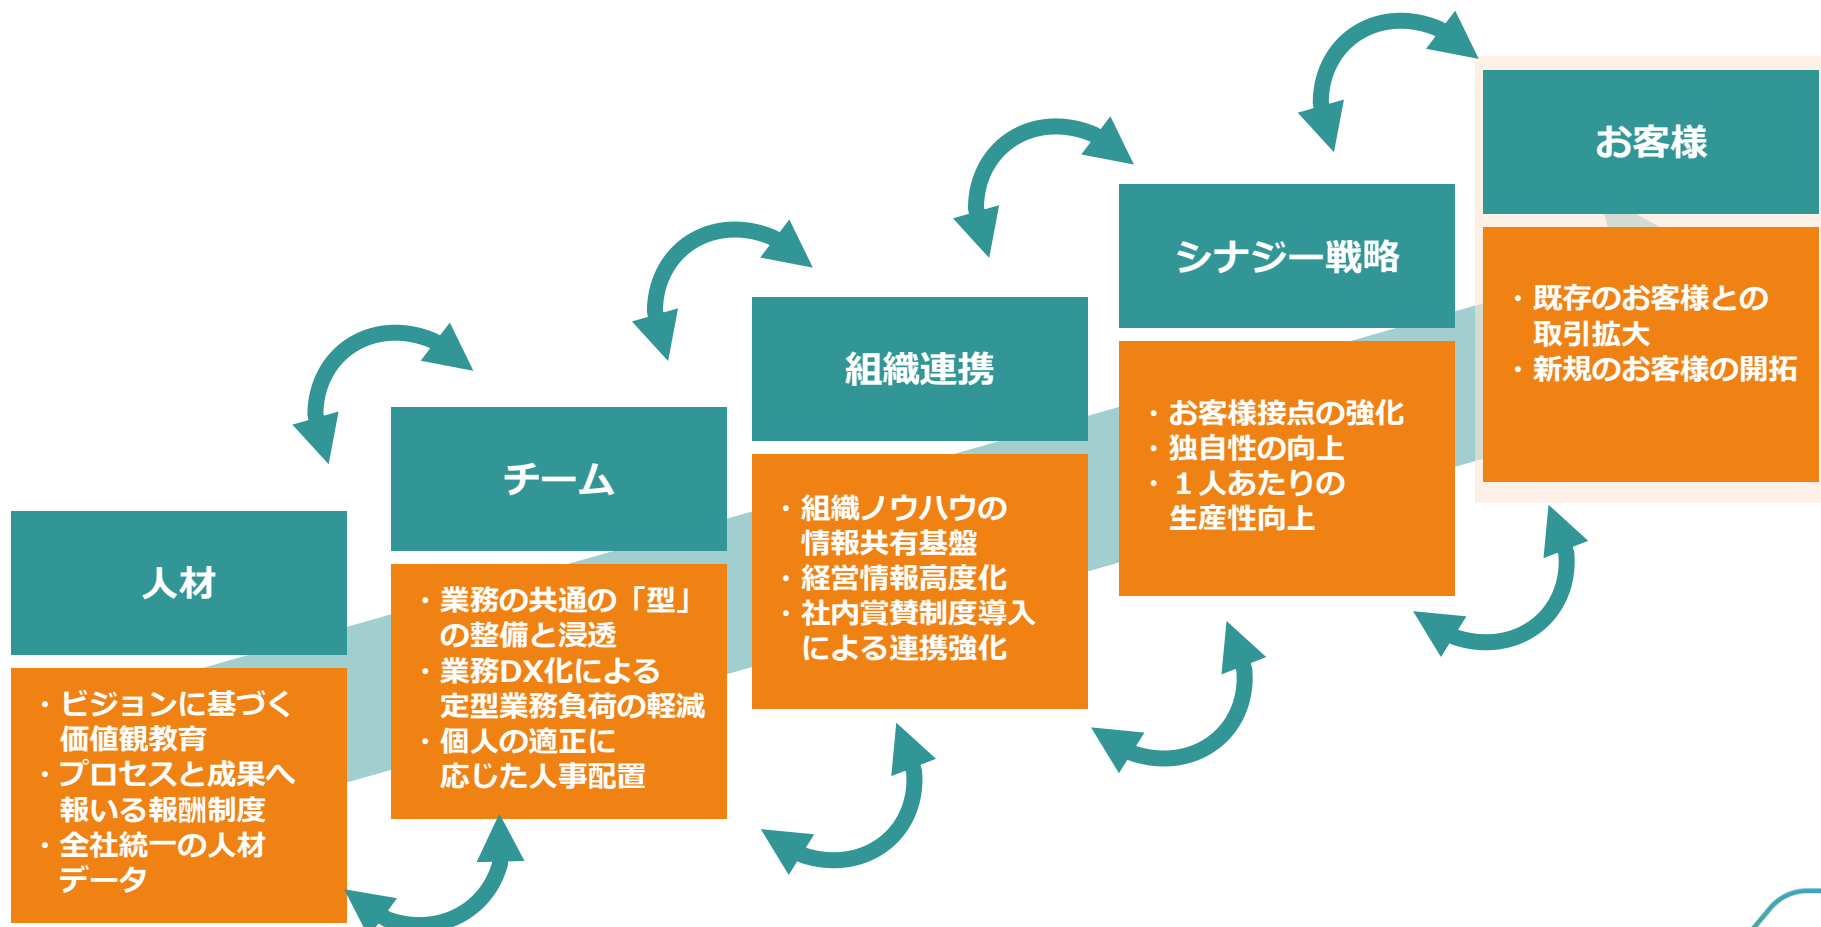 人材
・ビジョンに基づく
価値観教育
・プロセスと成果へ
報いる報酬制度
・全社統一の人材
データ
チーム
・業務の共通の「型」
の整備と浸透
・業務DX化による
定型業務負荷の軽減
・個人の適正に
応じた人事配置
組織連携
・組織ノウハウの
情報共有基盤
・経営情報高度化
・社内賞賛制度導入
による連携強化
シナジー戦略
・お客様接点の強化
・独自性の向上
・１人あたりの
生産性向上
お客様
・既存のお客様との
取引拡大
・新規のお客様の開拓